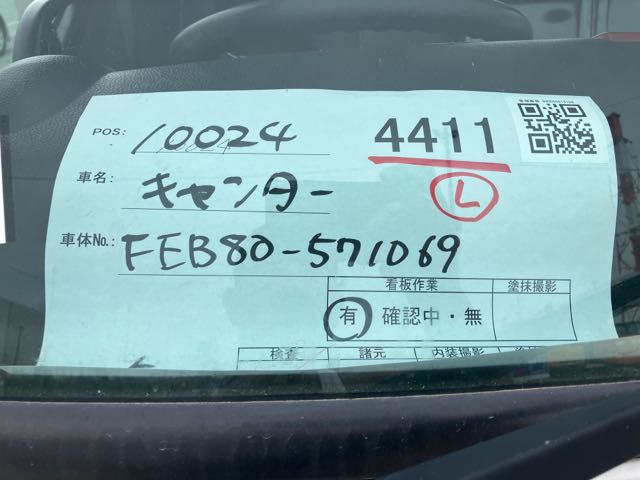 POS: 10024 4411
車名: キャンター Ⓛ
車体No.: FEB80-571069
看板作業 塗抹撮影
有 確認中・無
検査 諸元 内装撮影